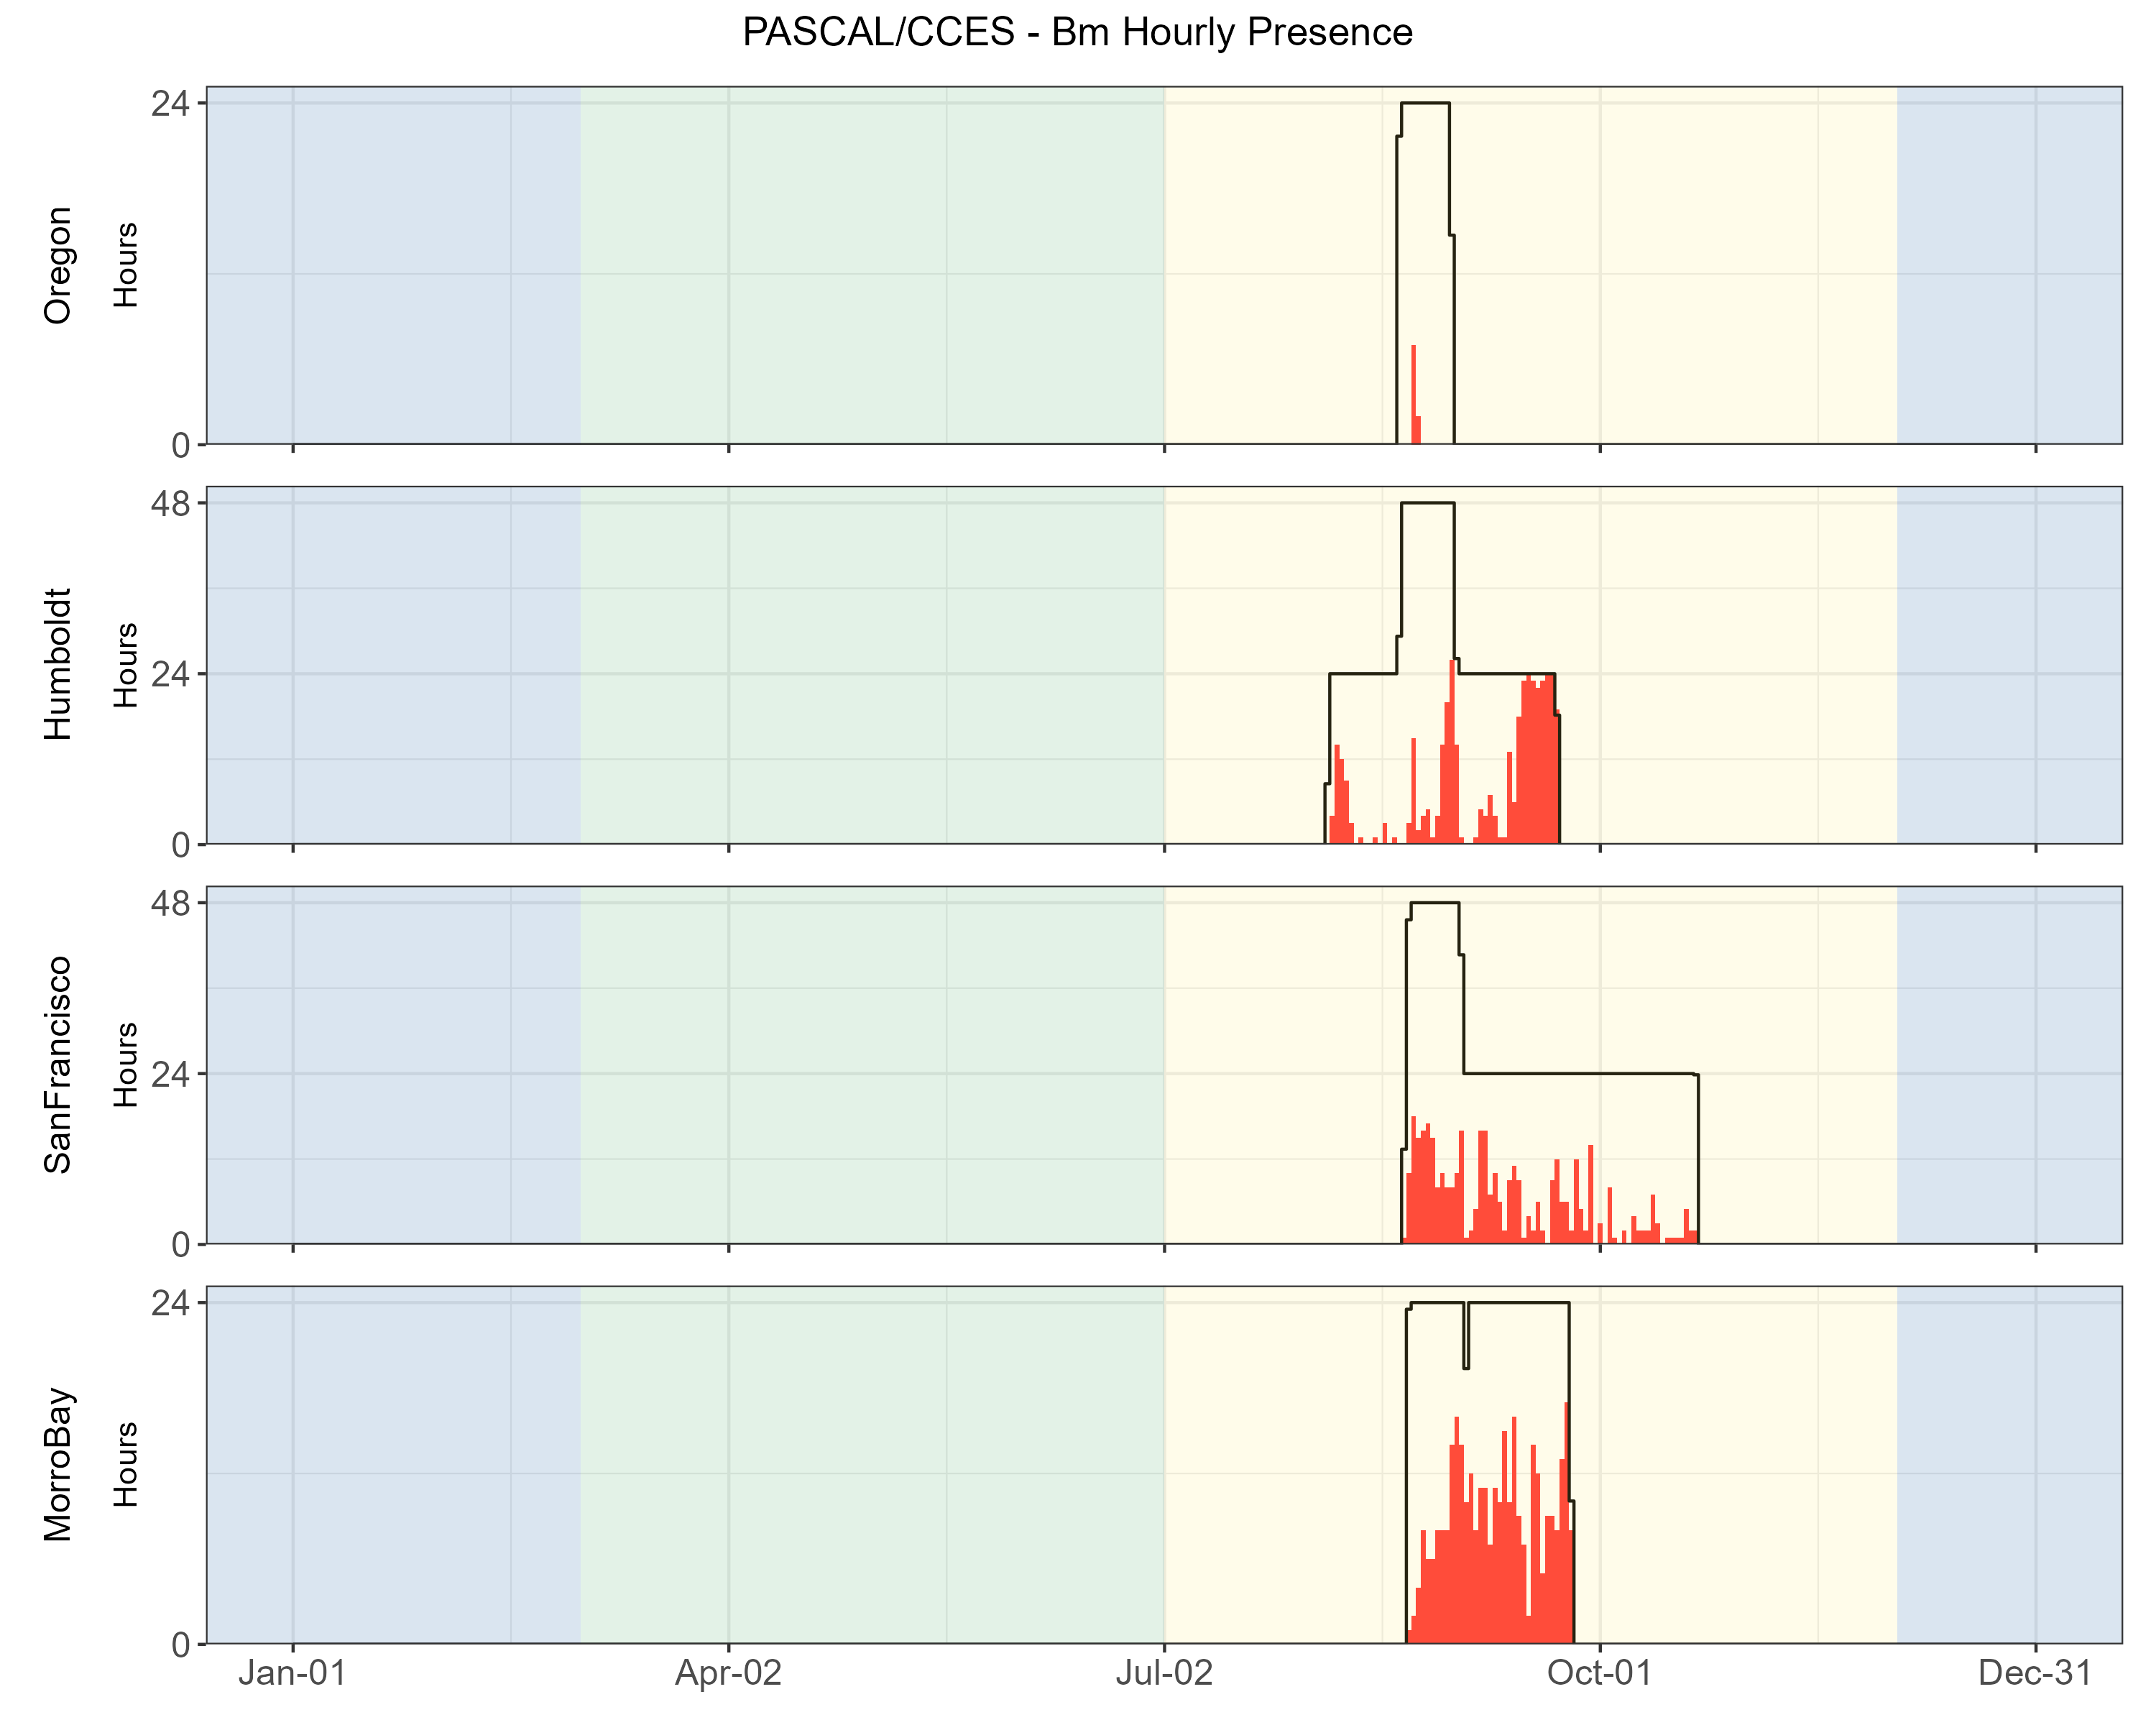 PASCAL/CCES - Bm Hourly Presence
Oregon
Hours
24
0
Humboldt
Hours
48
24
0
SanFrancisco
Hours
48
24
0
MorroBay
Hours
24
0
Jan-01 Apr-02 Jul-02 Oct-01 Dec-31